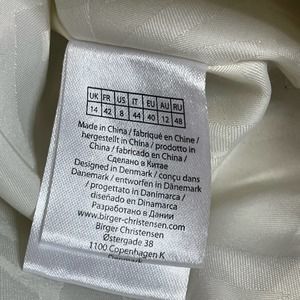 UK FR US IT EU AU RU
14 42 8 44 40 12 48
Made in China / fabriqué en Chine /
hergestellt in China / prodotto in
China / fabricado en China /
Сделано в Китае
Designed in Denmark / conçu dans
Danemark / entworfen in Dänemark
/ progettato in Danimarca /
diseñado en Dinamarca
Разработано в Дании
www.birger-christensen.com
Birger Christensen
Østergade 38
1100 Copenhagen K
Denmark